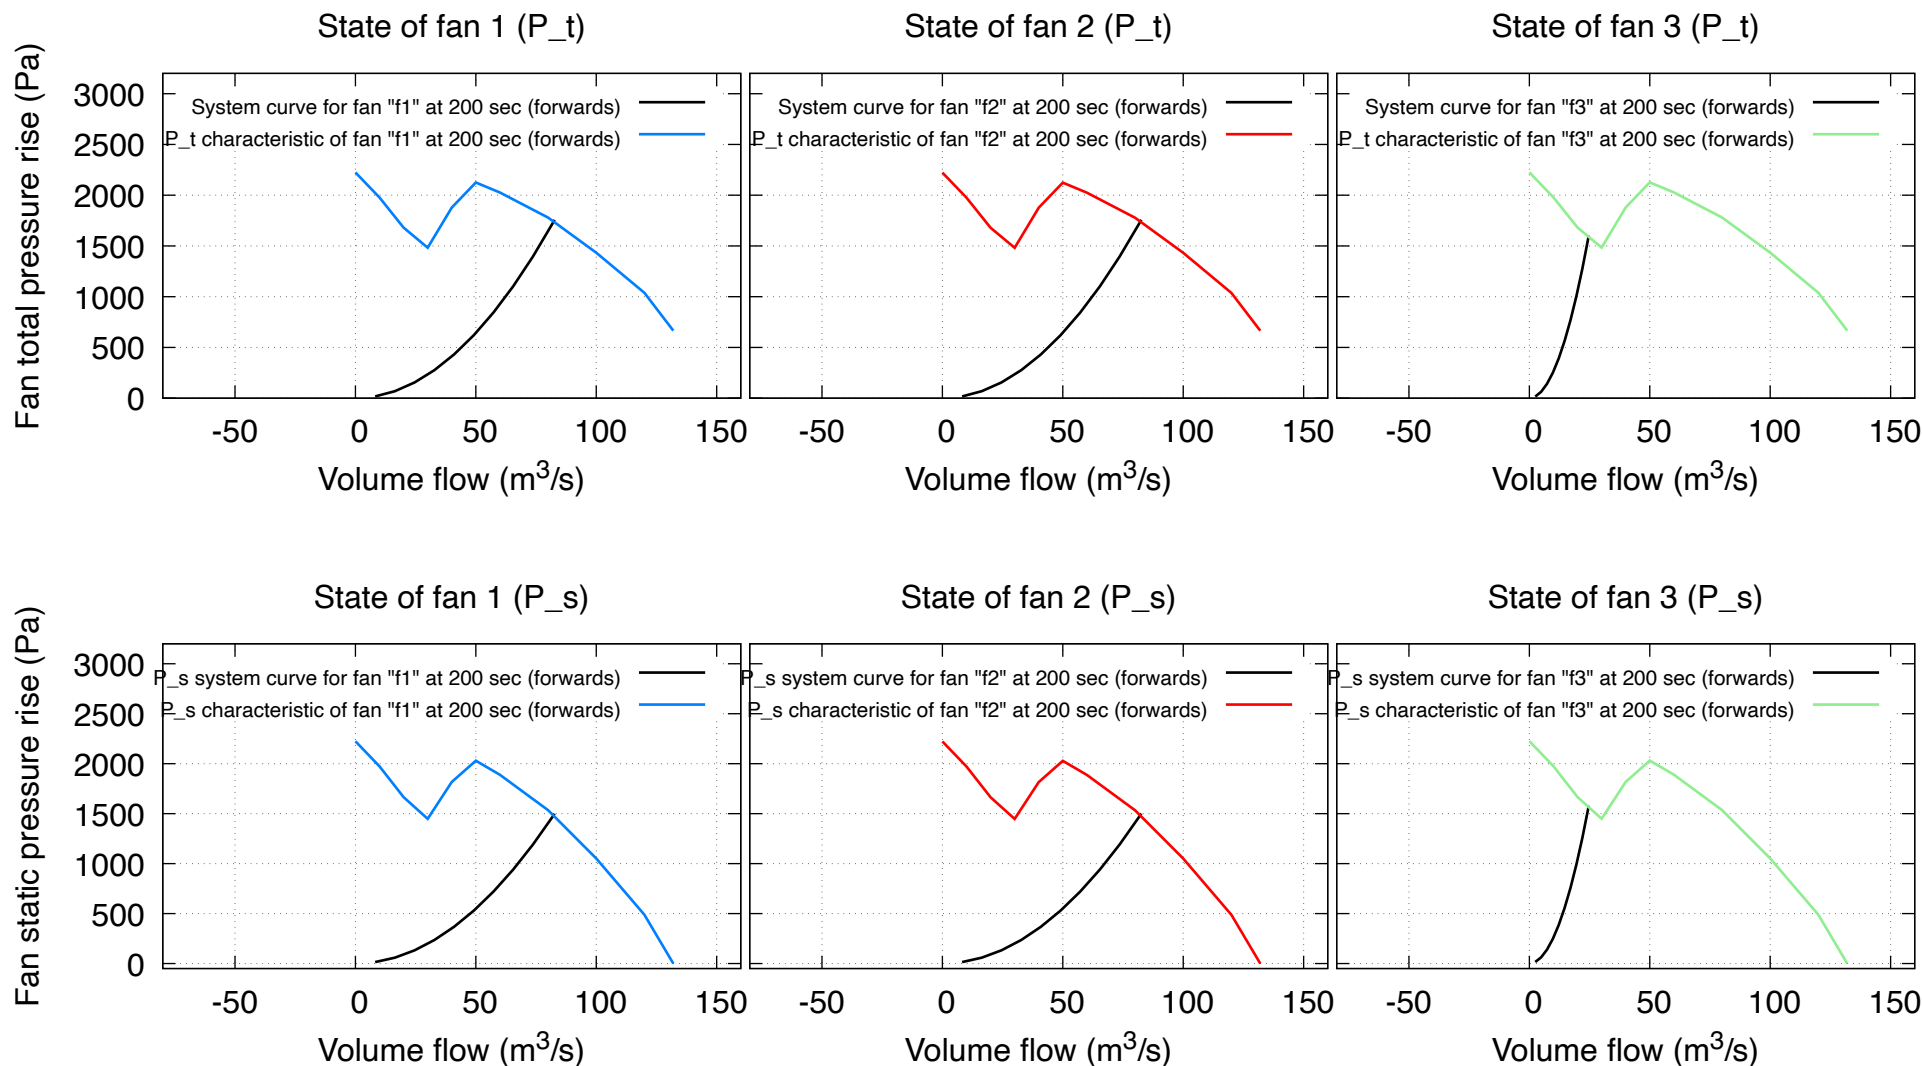 State of fan 1 (P_t)
State of fan 2 (P_t)
State of fan 3 (P_t)
Fan total pressure rise (Pa)
3000
2500
2000
1500
1000
500
0
System curve for fan "f1" at 200 sec (forwards)
P_t characteristic of fan "f1" at 200 sec (forwards)
System curve for fan "f2" at 200 sec (forwards)
P_t characteristic of fan "f2" at 200 sec (forwards)
System curve for fan "f3" at 200 sec (forwards)
P_t characteristic of fan "f3" at 200 sec (forwards)
-50 0 50 100 150
-50 0 50 100 150
-50 0 50 100 150
Volume flow (m³/s)
Volume flow (m³/s)
Volume flow (m³/s)
State of fan 1 (P_s)
State of fan 2 (P_s)
State of fan 3 (P_s)
Fan static pressure rise (Pa)
3000
2500
2000
1500
1000
500
0
P_s system curve for fan "f1" at 200 sec (forwards)
P_s characteristic of fan "f1" at 200 sec (forwards)
P_s system curve for fan "f2" at 200 sec (forwards)
P_s characteristic of fan "f2" at 200 sec (forwards)
P_s system curve for fan "f3" at 200 sec (forwards)
P_s characteristic of fan "f3" at 200 sec (forwards)
-50 0 50 100 150
-50 0 50 100 150
-50 0 50 100 150
Volume flow (m³/s)
Volume flow (m³/s)
Volume flow (m³/s)